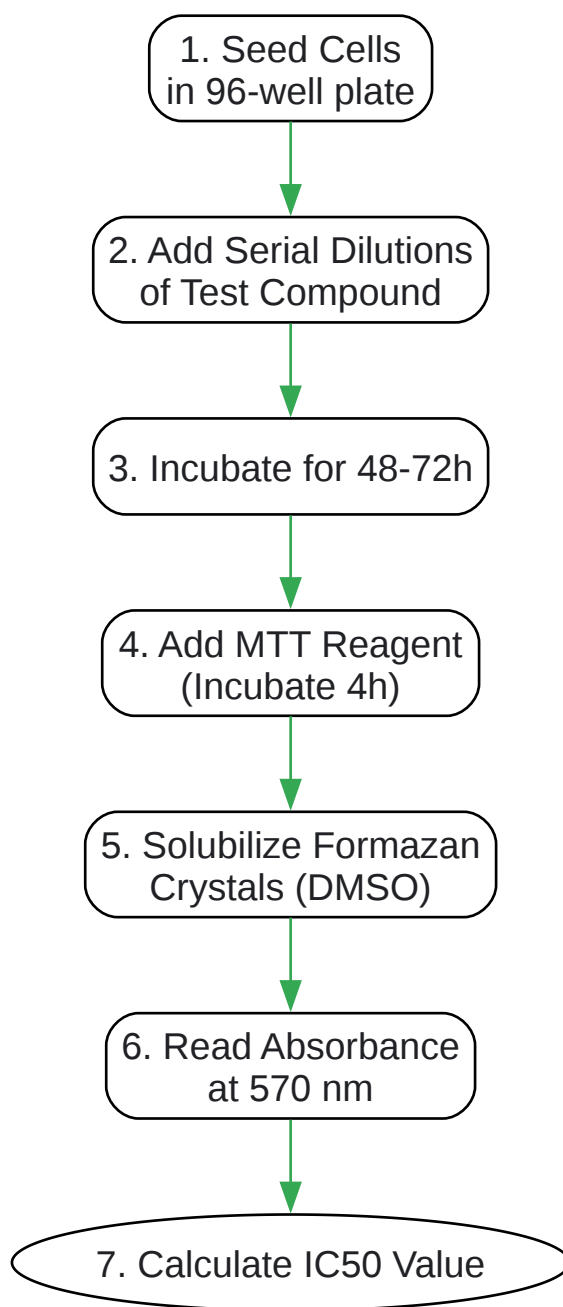 1. Seed Cells
in 96-well plate
2. Add Serial Dilutions
of Test Compound
3. Incubate for 48-72h
4. Add MTT Reagent
(Incubate 4h)
5. Solubilize Formazan
Crystals (DMSO)
6. Read Absorbance
at 570 nm
7. Calculate IC50 Value